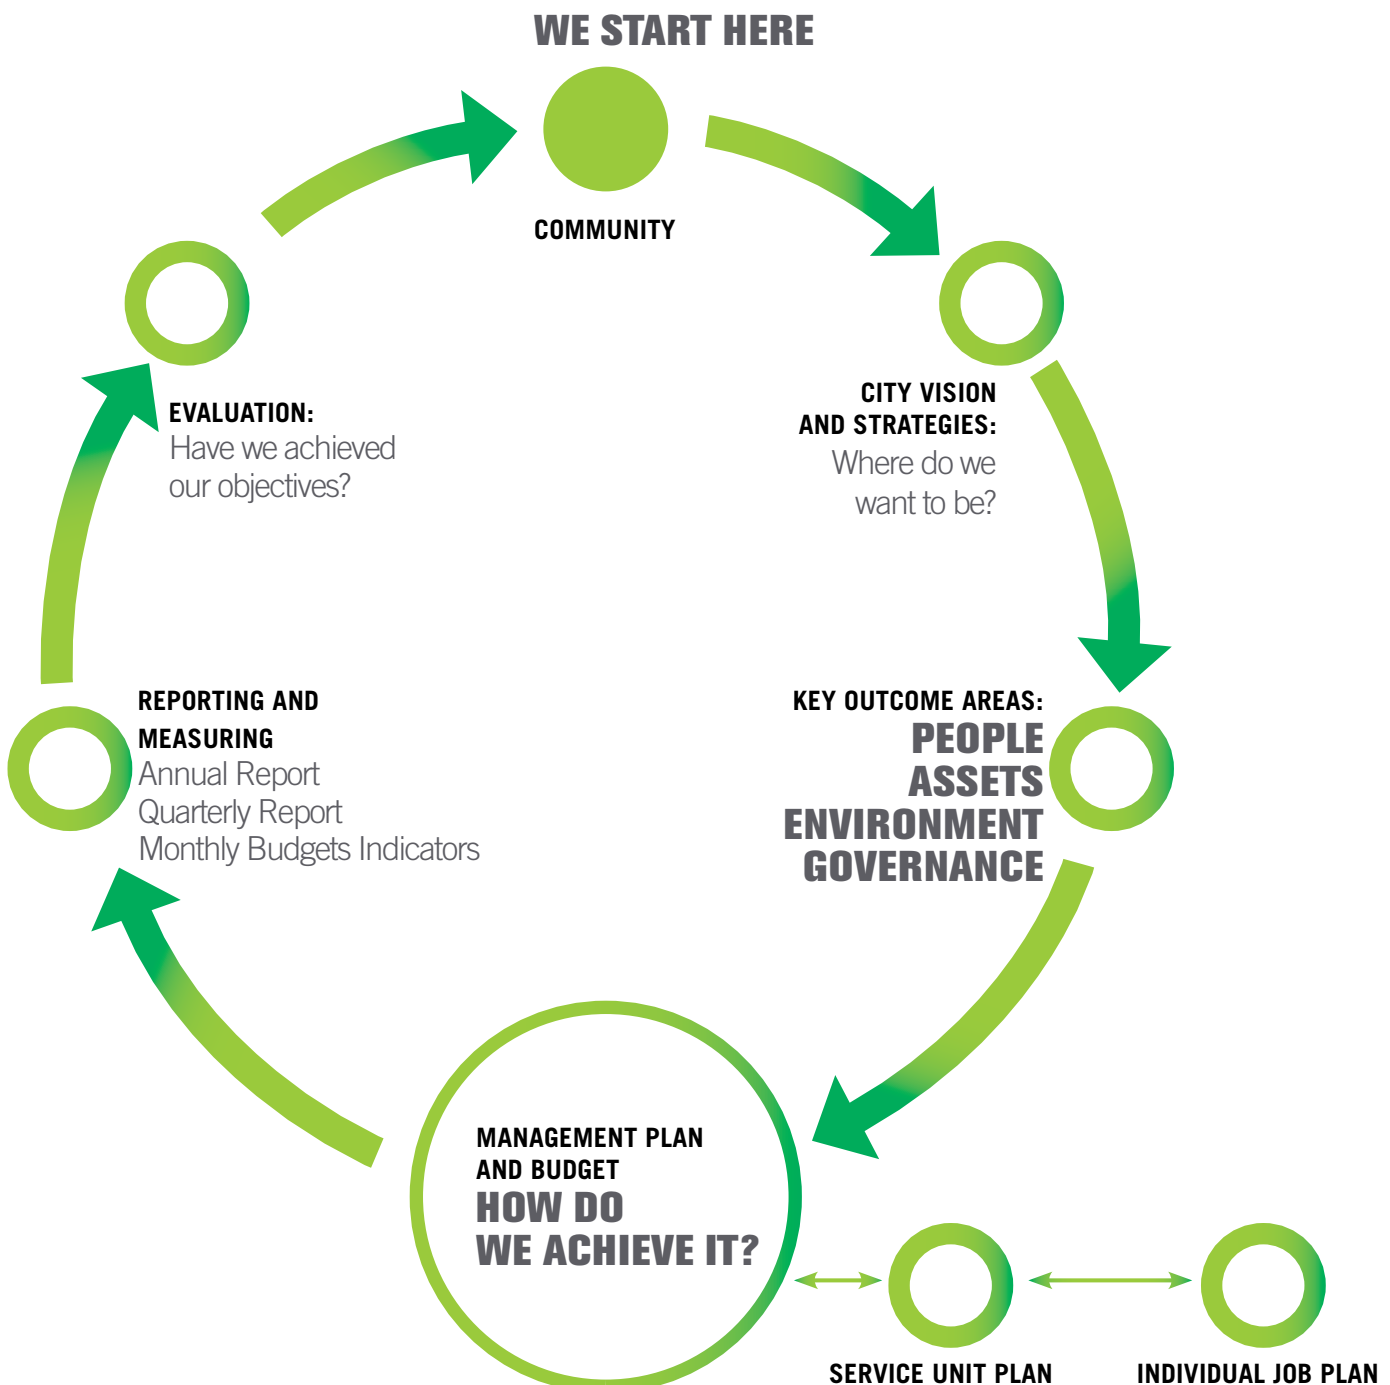 WE START HERE
COMMUNITY
CITY VISION
AND STRATEGIES:
Where do we
want to be?
KEY OUTCOME AREAS:
PEOPLE
ASSETS
ENVIRONMENT
GOVERNANCE
MANAGEMENT PLAN
AND BUDGET
HOW DO
WE ACHIEVE IT?
SERVICE UNIT PLAN
INDIVIDUAL JOB PLAN
REPORTING AND
MEASURING
Annual Report
Quarterly Report
Monthly Budgets Indicators
EVALUATION:
Have we achieved
our objectives?